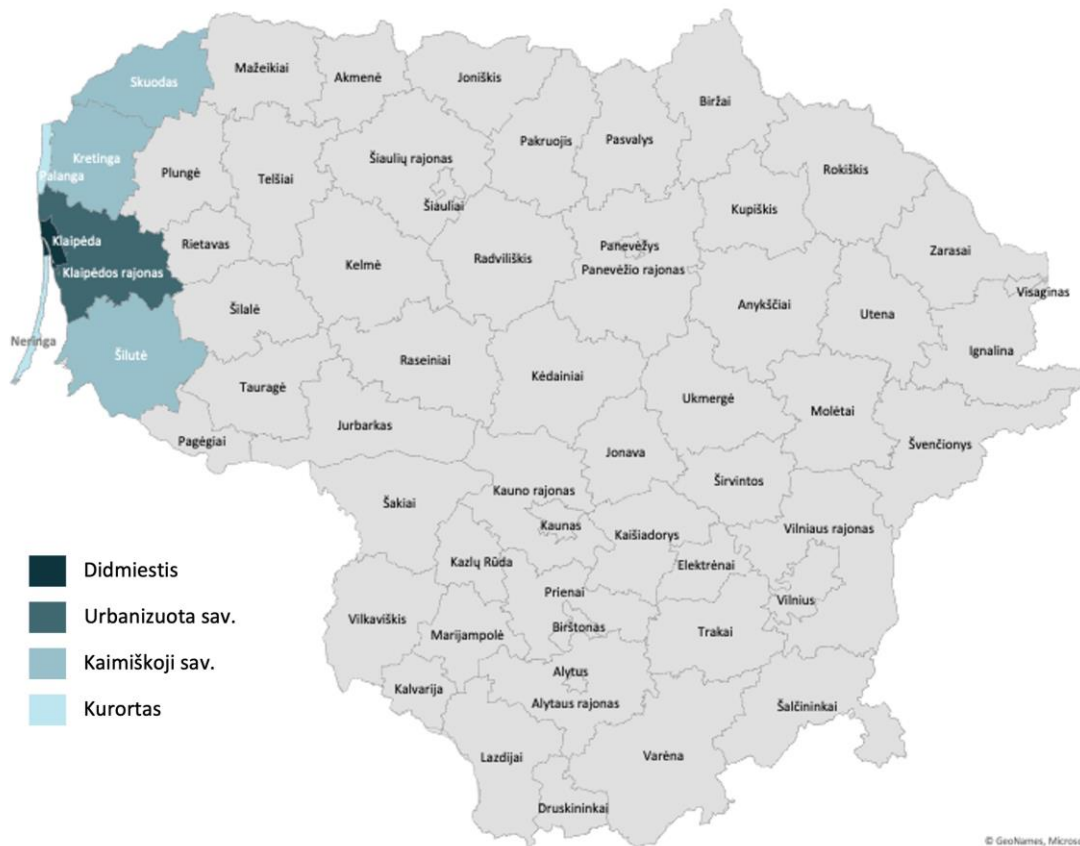 Skuodas
Mažeikiai
Akmenė
Joniškis
Biržai
Kretinga
Palanga
Plungė
Telšiai
Šiaulių rajonas
Šiauliai
Pakruojis
Pasvalys
Rokiškis
Kupiškis
Klaipėda
Klaipėdos rajonas
Rietavas
Kelmė
Radviliškis
Panevėžys
Panevėžio rajonas
Zarasai
Visaginas
Anykščiai
Utena
Ignalina
Neringa
Šilutė
Šilalė
Raseiniai
Kėdainiai
Tauragė
Ukmergė
Molėtai
Pagėgiai
Jurbarkas
Jonava
Švenčionys
Širvintos
Šakiai
Kauno rajonas
Kaunas
Kaišiadorys
Vilniaus rajonas
Kazlų Rūda
Elektrėnai
Prienai
Vilnius
Vilkaviškis
Marijampolė
Birštonas
Trakai
Kalvarija
Alytus
Alytaus rajonas
Šalčininkai
Lazdijai
Varėna
Druskininkai
Didmiestis
Urbanizuota sav.
Kaimiškoji sav.
Kurortas
© GeoNames, Microso